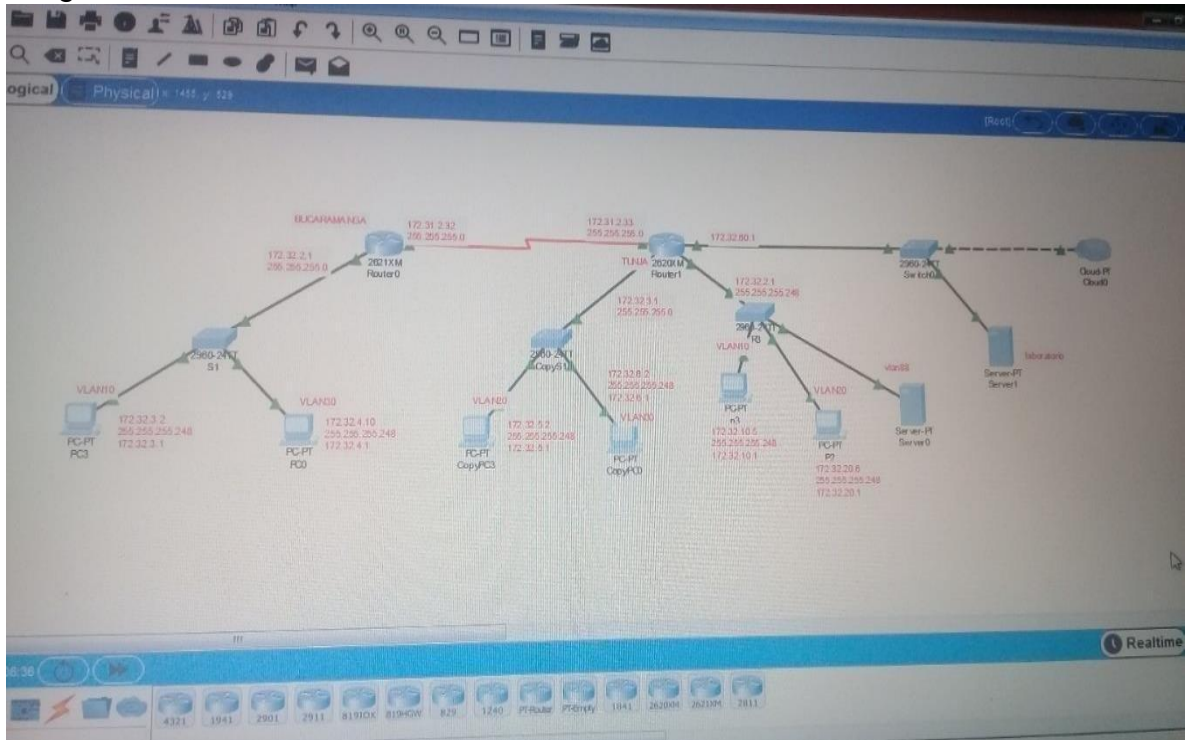 ogical
Physical
x: 1455, y: 529
[Root]
BUCARAMANGA
172.31.2.32
255.255.255.0
172.31.2.33
255.255.255.0
172.32.2.1
255.255.255.0
2621XM
Router0
TUNJA
2620XM
Router1
172.32.60.1
2960-24TT
Switch0
Cloud-PT
Cloud0
172.32.3.1
255.255.255.0
172.32.2.1
255.255.255.248
2960-24TT
S1
2960-24TT
CopyS1
2960-24TT
laboratorio
Server-PT
Server1
VLAN10
172.32.3.2
255.255.255.248
172.32.3.1
PC-PT
PC3
VLAN30
172.32.4.10
255.255.255.248
172.32.4.1
PC-PT
PC0
VLAN20
172.32.5.2
255.255.255.248
172.32.5.1
PC-PT
CopyPC3
172.32.6.2
255.255.255.248
172.32.6.1
VLAN30
PC-PT
CopyPC0
VLAN10
PC-PT
172.32.10.5
255.255.255.248
172.32.10.1
VLAN20
PC-PT
172.32.20.6
255.255.255.248
172.32.20.1
vlan88
Server-PT
Server0
Realtime
4321
1941
2901
2911
819IOX
819HGW
829
1240
PT-Router
PT-Empty
1841
2620XM
2621XM
2811